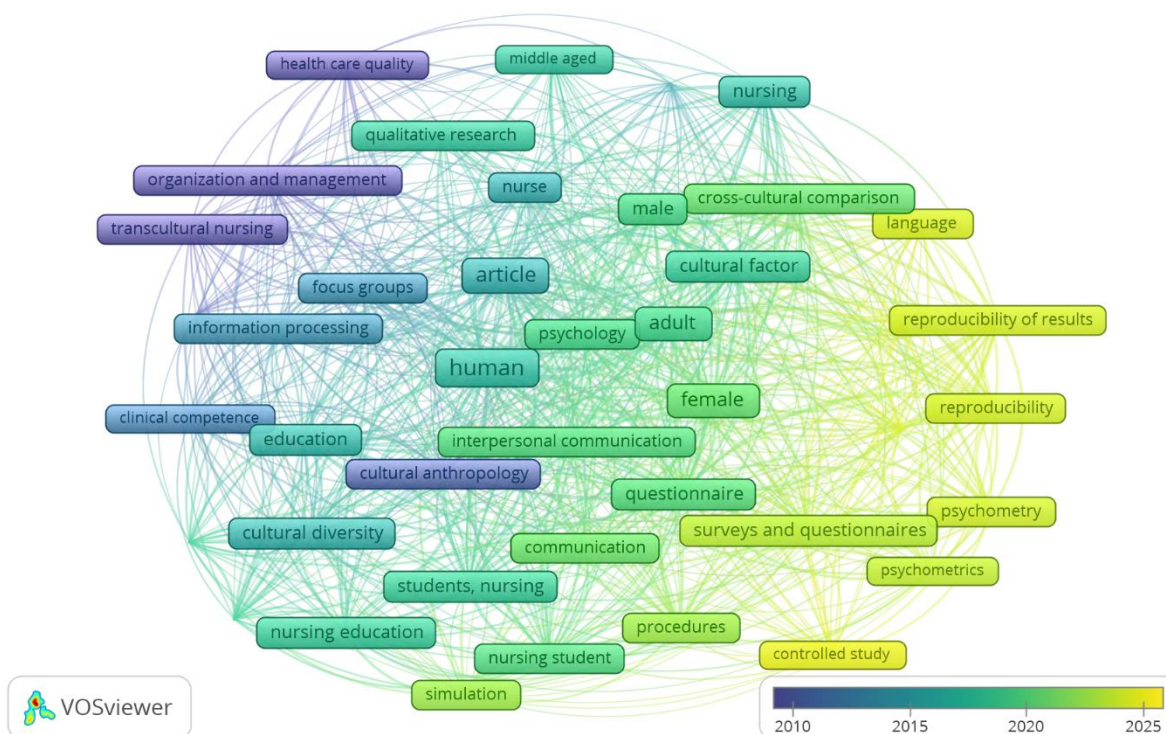 health care quality
middle aged
nursing
qualitative research
organization and management
nurse
cross-cultural comparison
male
language
transcultural nursing
article
cultural factor
focus groups
information processing
psychology
adult
reproducibility of results
human
female
reproducibility
clinical competence
education
interpersonal communication
cultural anthropology
questionnaire
psychometry
cultural diversity
surveys and questionnaires
communication
psychometrics
students, nursing
nursing education
procedures
nursing student
controlled study
simulation
VOSviewer
2010 2015 2020 2025